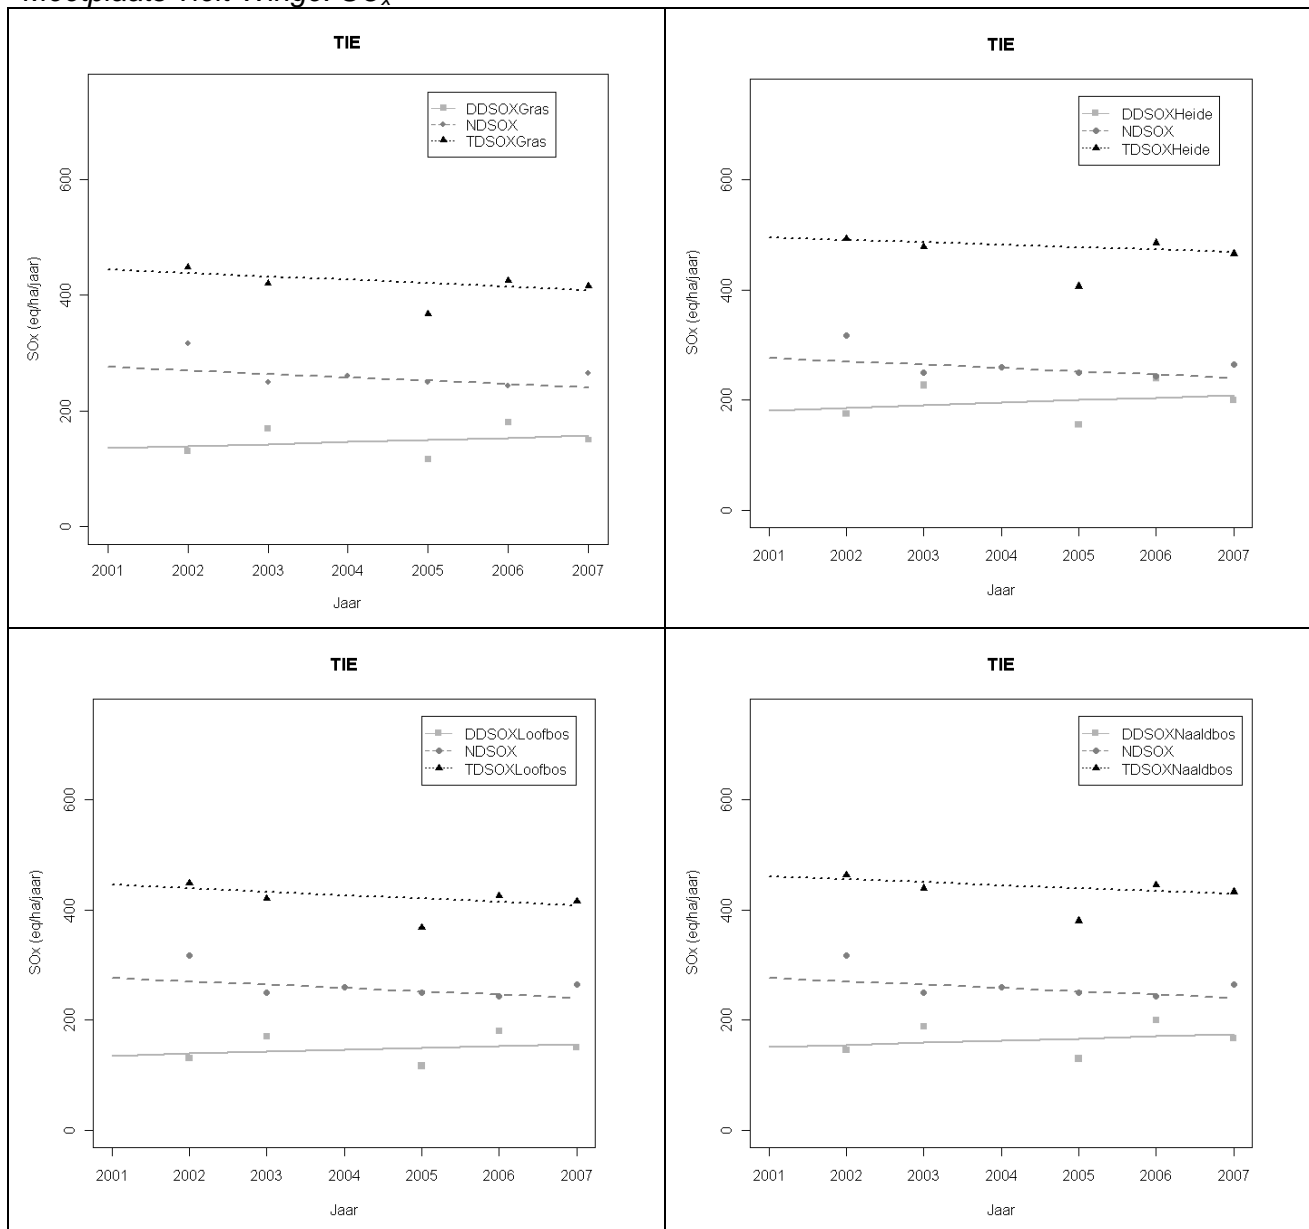 Meetplaats Tielt-Winge: SOx
TIE
DDSOXGras
NDSOX
TDSOXGras
SOx (eq/ha/jaar)
600
400
200
0
2001 2002 2003 2004 2005 2006 2007
Jaar
TIE
DDSOXHeide
NDSOX
TDSOXHeide
SOx (eq/ha/jaar)
600
400
200
0
2001 2002 2003 2004 2005 2006 2007
Jaar
TIE
DDSOXLoofbos
NDSOX
TDSOXLoofbos
SOx (eq/ha/jaar)
600
400
200
0
2001 2002 2003 2004 2005 2006 2007
Jaar
TIE
DDSOXNaaldbos
NDSOX
TDSOXNaaldbos
SOx (eq/ha/jaar)
600
400
200
0
2001 2002 2003 2004 2005 2006 2007
Jaar